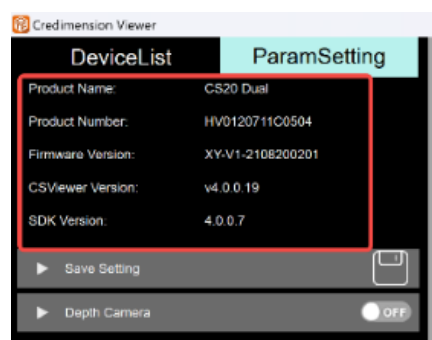 Credimension Viewer
DeviceList ParamSetting
Product Name: CS20 Dual
Product Number: HV0120711C0504
Firmware Version: XY-V1-2108200201
CSViewer Version: v4.0.0.19
SDK Version: 4.0.0.7
Save Setting
Depth Camera OFF